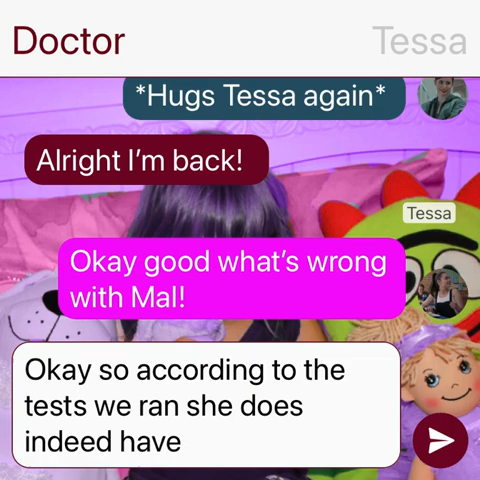 Doctor
Tessa
*Hugs Tessa again*
Alright I’m back!
Tessa
Okay good what’s wrong
with Mal!
Okay so according to the
tests we ran she does
indeed have